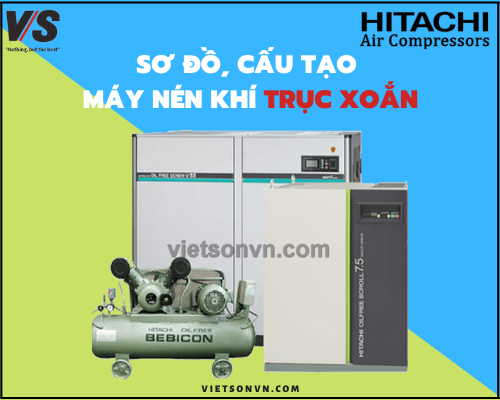 VS
"Nothing, but the best"
HITACHI
Air Compressors
SƠ ĐỒ, CẤU TẠO
MÁY NÉN KHÍ TRỤC XOẮN
HITACHI OIL FREE SCREW V 55
vietsonvn.com
HITACHI OILFREE SCROLL 7.5
HITACHI OILFREE
BEBICON
VIETSONVN.COM